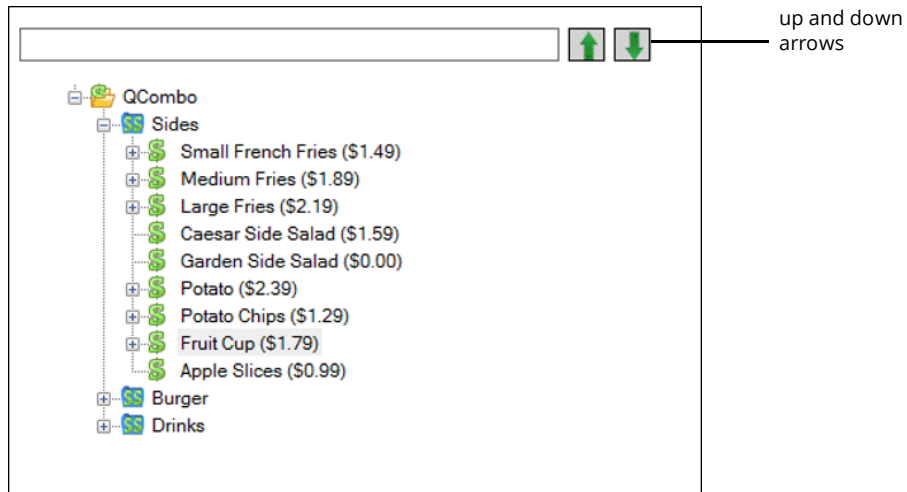 up and down
arrows
QCombo
Sides
Small French Fries ($1.49)
Medium Fries ($1.89)
Large Fries ($2.19)
Caesar Side Salad ($1.59)
Garden Side Salad ($0.00)
Potato ($2.39)
Potato Chips ($1.29)
Fruit Cup ($1.79)
Apple Slices ($0.99)
Burger
Drinks